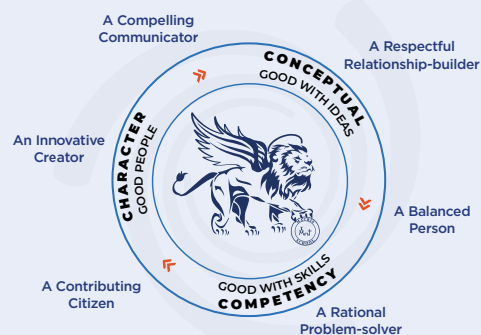 A Compelling
Communicator
A Respectful
Relationship-builder
CONCEPTUAL
GOOD WITH IDEAS
An Innovative
Creator
CHARACTER
GOOD PEOPLE
A Balanced
Person
A Contributing
Citizen
GOOD WITH SKILLS
COMPETENCY
A Rational
Problem-solver